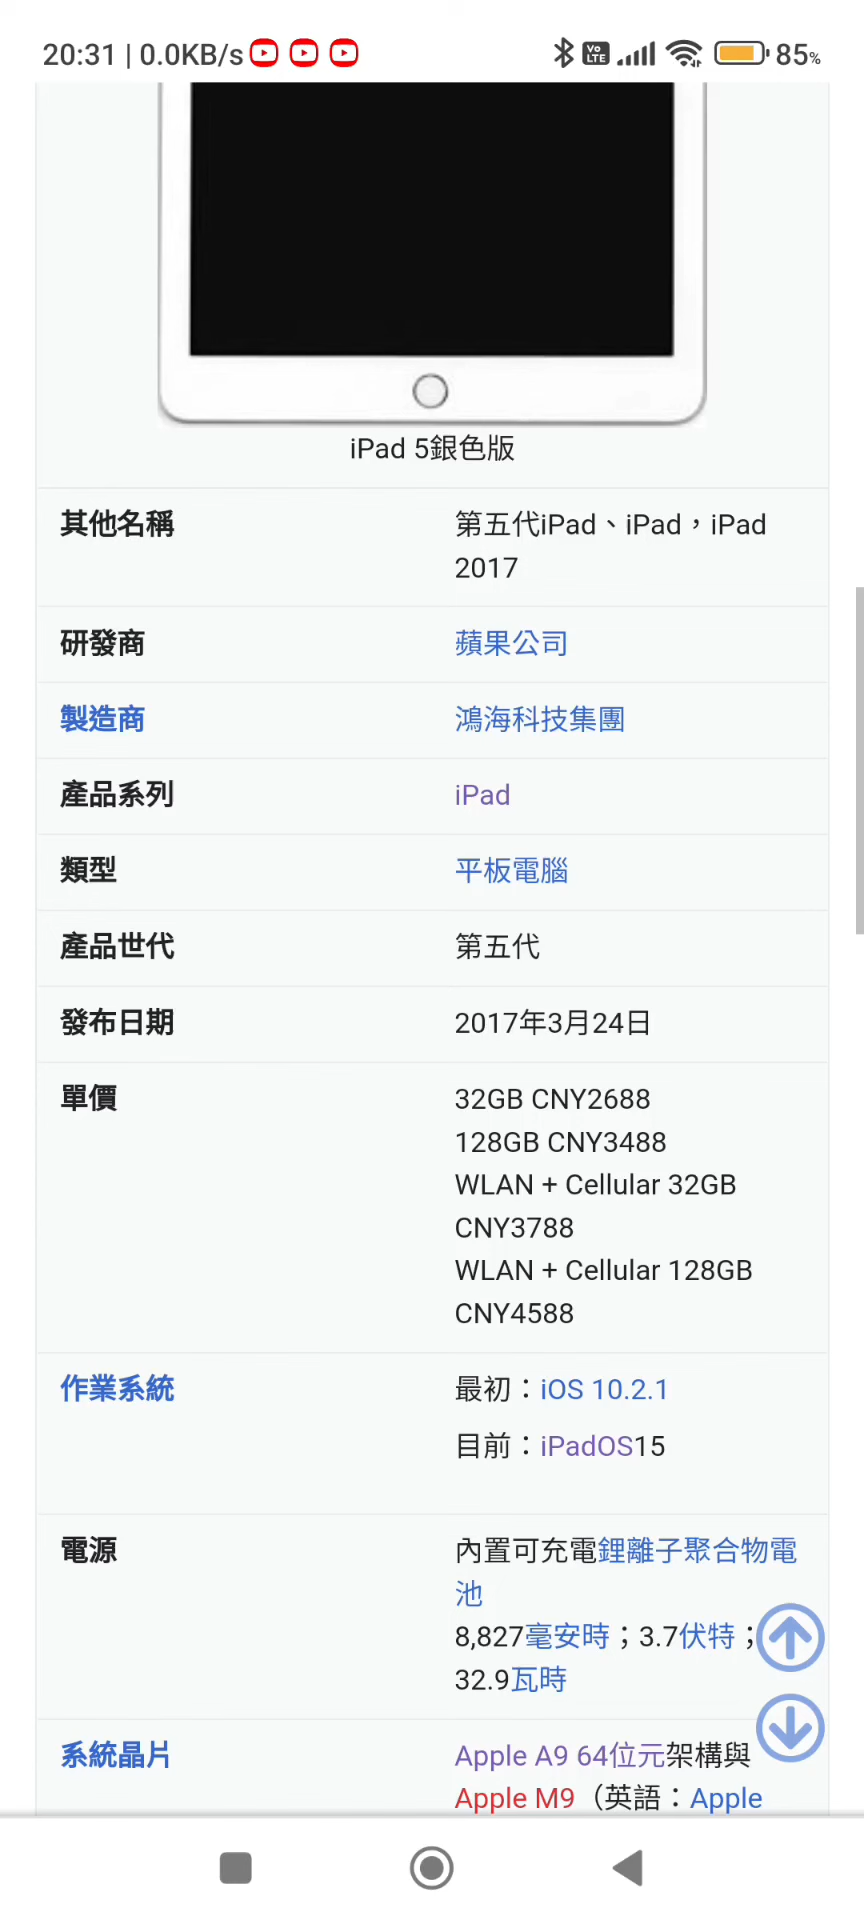 20:31 | 0.0KB/s
Vo LTE
85%
iPad 5銀色版
其他名稱
第五代iPad、iPad，iPad
2017
研發商
蘋果公司
製造商
鴻海科技集團
產品系列
iPad
類型
平板電腦
產品世代
第五代
發布日期
2017年3月24日
單價
32GB CNY2688
128GB CNY3488
WLAN + Cellular 32GB
CNY3788
WLAN + Cellular 128GB
CNY4588
作業系統
最初：iOS 10.2.1
目前：iPadOS15
電源
內置可充電鋰離子聚合物電
池
8,827毫安時；3.7伏特；
32.9瓦時
系統晶片
Apple A9 64位元架構與
Apple M9（英語：Apple